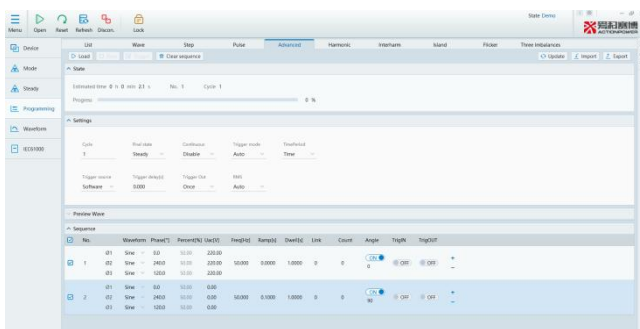 State: Demo
Menu Open Reset Refresh Discon. Lock
爱科赛博
ACTIONPOWER
Device
Mode
Steady
Programming
Waveform
IEC61000
List Wave Step Pulse Advanced Harmonic Interharm Island Flicker Three Imbalances
Load Clear sequence Update Import Export
State
Estimated time 0 h 0 min 2.1 s No. 1 Cycle 1
Progress 0 %
Settings
Cycle Final state Continuous Trigger mode TimePeriod
1 Steady Disable Auto Time
Trigger source Trigger delay(s) Trigger Out RMS
Software 0.000 Once Auto
Preview Wave
Sequence
No. Waveform Phase[°] Percent[%] Uac[V] Freq[Hz] Ramp[s] Dwell[s] Link Count Angle TrigIN TrigOUT
Ø1 Sine 0.0 220.00
1 Ø2 Sine 240.0 220.00 50.000 0.0000 1.0000 0 0 ON 0 OFF OFF + −
Ø3 Sine 120.0 220.00
Ø1 Sine 0.0 0.00
2 Ø2 Sine 240.0 0.00 50.000 0.1000 1.0000 0 0 ON 90 OFF OFF + −
Ø3 Sine 120.0 0.00